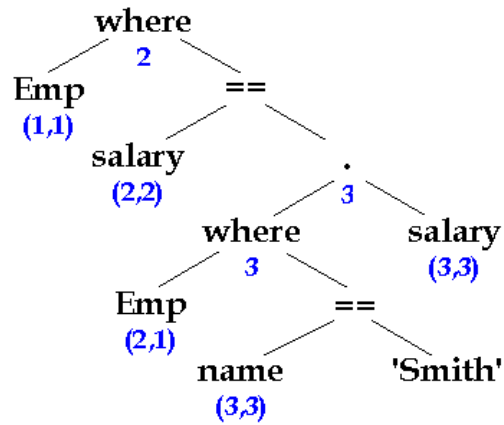 where
2
Emp
==
(1,1)
salary
.
(2,2)
3
where
salary
3
(3,3)
Emp
==
(2,1)
name
'Smith'
(3,3)